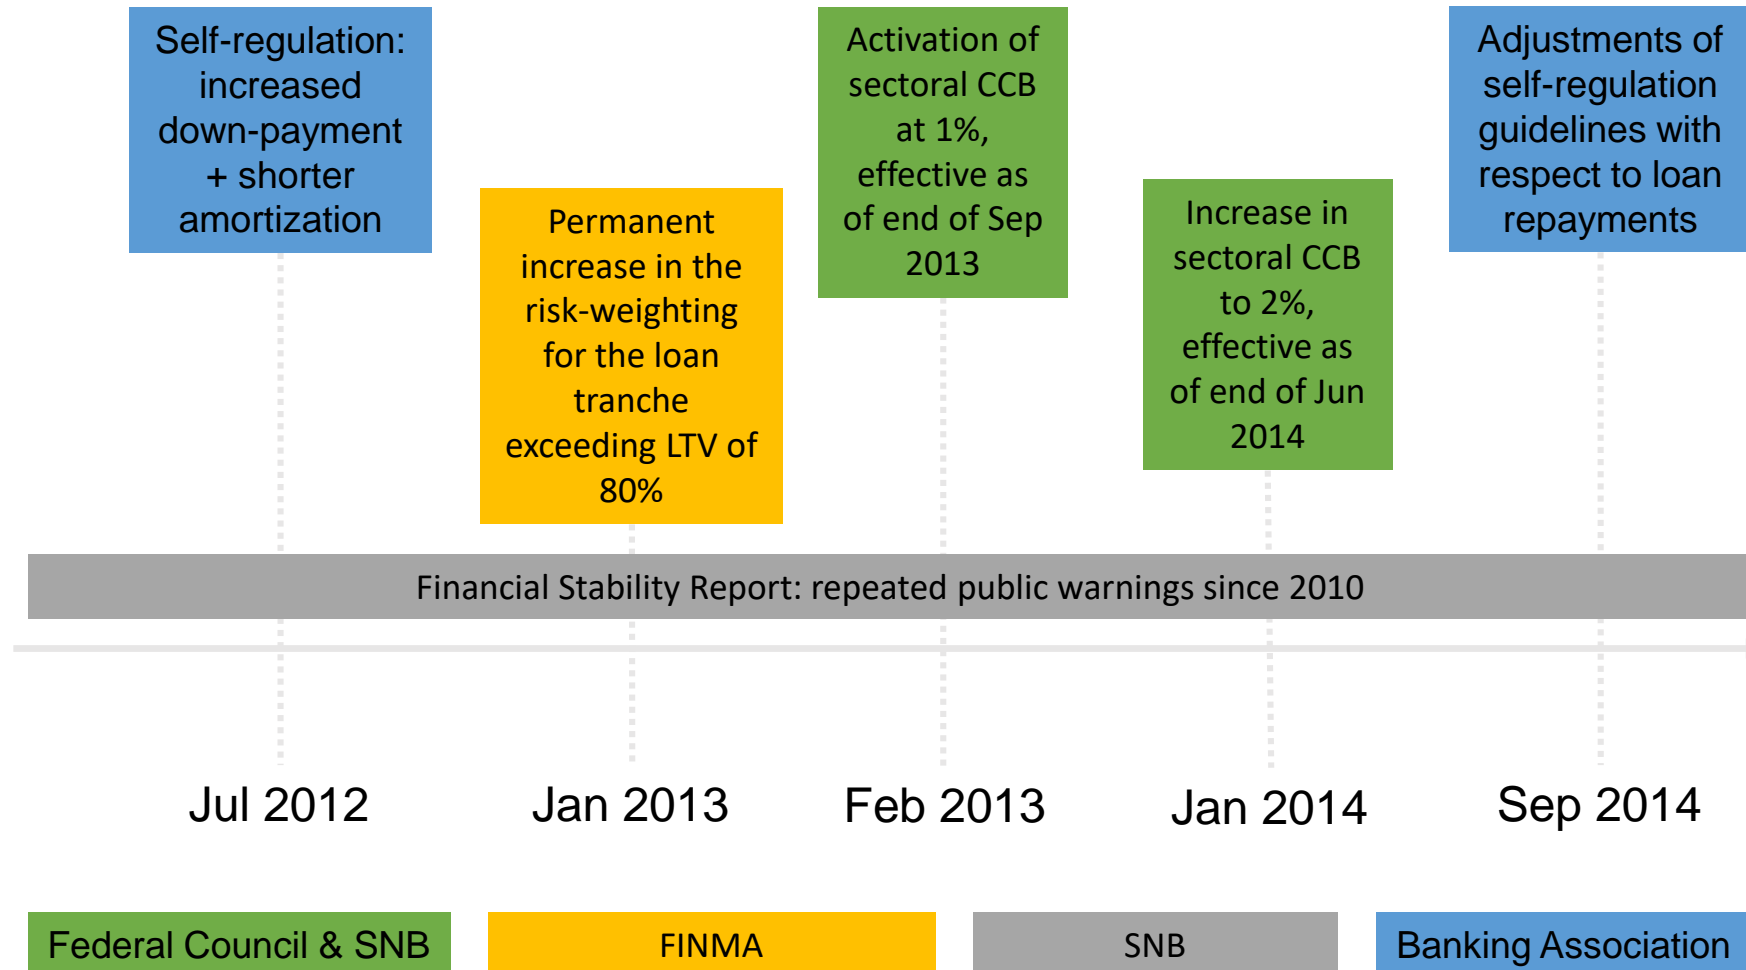 Self-regulation:
increased
down-payment
+ shorter
amortization
Permanent
increase in the
risk-weighting
for the loan
tranche
exceeding LTV of
80%
Activation of
sectoral CCB
at 1%,
effective as
of end of Sep
2013
Increase in
sectoral CCB
to 2%,
effective as
of end of Jun
2014
Adjustments of
self-regulation
guidelines with
respect to loan
repayments
Financial Stability Report: repeated public warnings since 2010
Jul 2012
Jan 2013
Feb 2013
Jan 2014
Sep 2014
Federal Council & SNB
FINMA
SNB
Banking Association